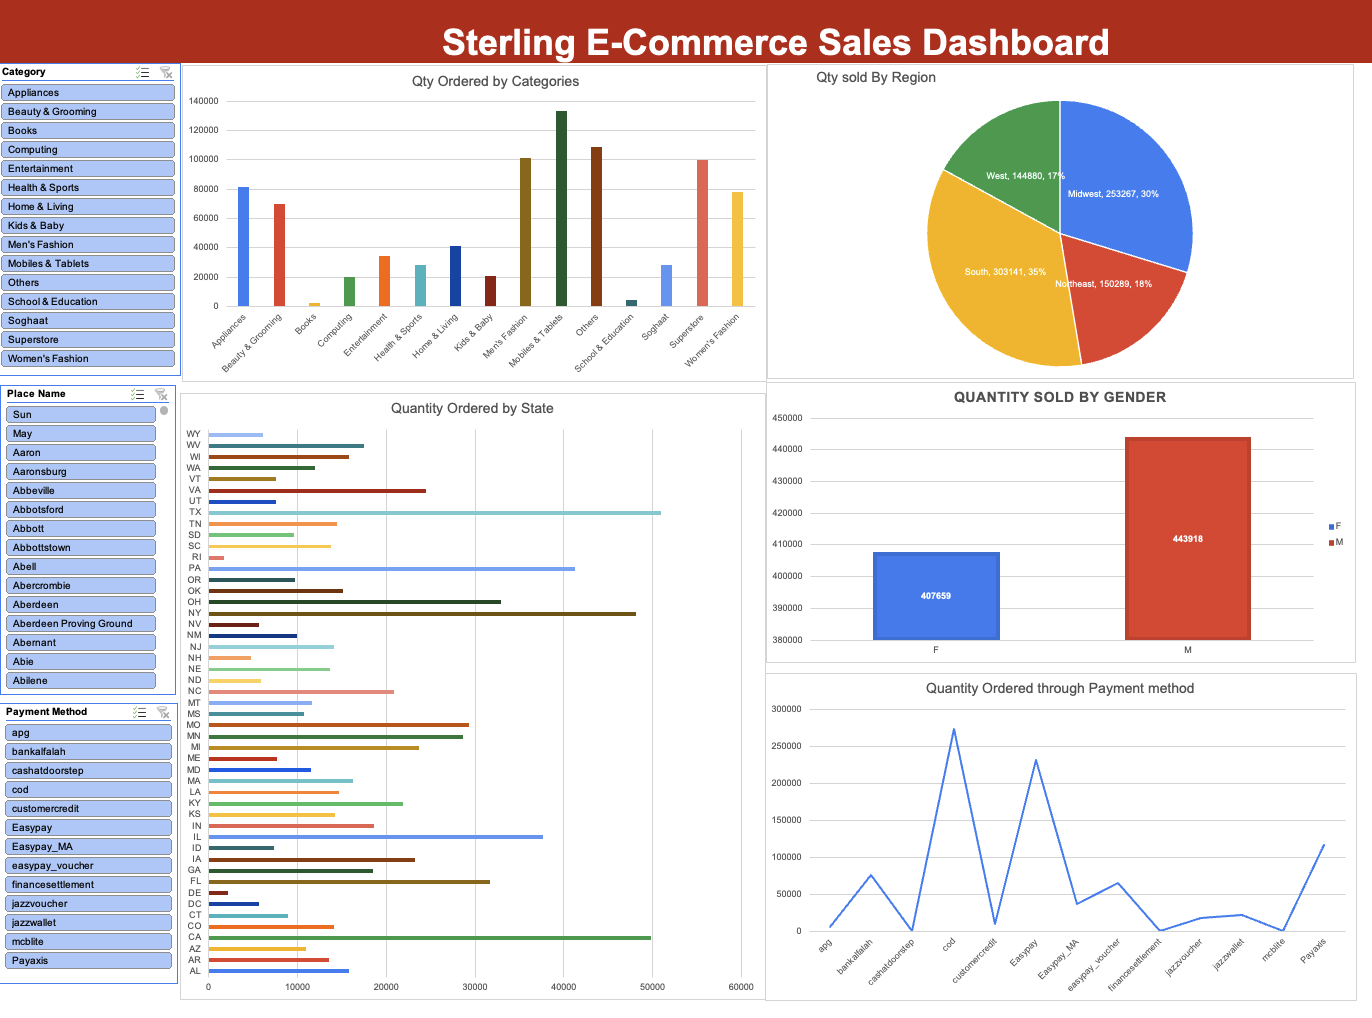 Sterling E-Commerce Sales Dashboard
Category
Appliances
Beauty & Grooming
Books
Computing
Entertainment
Health & Sports
Home & Living
Kids & Baby
Men's Fashion
Mobiles & Tablets
Others
School & Education
Soghaat
Superstore
Women's Fashion
Qty Ordered by Categories
140000
120000
100000
80000
60000
40000
20000
0
Appliances
Beauty & Grooming
Books
Computing
Entertainment
Health & Sports
Home & Living
Kids & Baby
Men's Fashion
Mobiles & Tablets
Others
School & Education
Soghaat
Superstore
Women's Fashion
Qty sold By Region
West, 144880, 17%
Midwest, 253267, 30%
South, 303141, 35%
Northeast, 150289, 18%
Place Name
Sun
May
Aaron
Aaronsburg
Abbeville
Abbotsford
Abbott
Abbottstown
Abell
Abercrombie
Aberdeen
Aberdeen Proving Ground
Abernant
Abie
Abilene
Payment Method
apg
bankalfalah
cashatdoorstep
cod
customercredit
Easypay
Easypay_MA
easypay_voucher
financesettlement
jazzvoucher
jazzwallet
mcblite
Payaxis
Quantity Ordered by State
WY
WV
WI
WA
VT
VA
UT
TX
TN
SD
SC
RI
PA
OR
OK
OH
NY
NV
NM
NJ
NH
NE
ND
NC
MT
MS
MO
MN
MI
ME
MD
MA
LA
KY
KS
IN
IL
ID
IA
GA
FL
DE
DC
CT
CO
CA
AZ
AR
AL
0 10000 20000 30000 40000 50000 60000
QUANTITY SOLD BY GENDER
450000
440000
430000
420000
410000
400000
390000
380000
407659
443918
F M
F
M
Quantity Ordered through Payment method
300000
250000
200000
150000
100000
50000
0
apg
bankalfalah
cashatdoorstep
cod
customercredit
Easypay
Easypay_MA
easypay_voucher
financesettlement
jazzvoucher
jazzwallet
mcblite
Payaxis